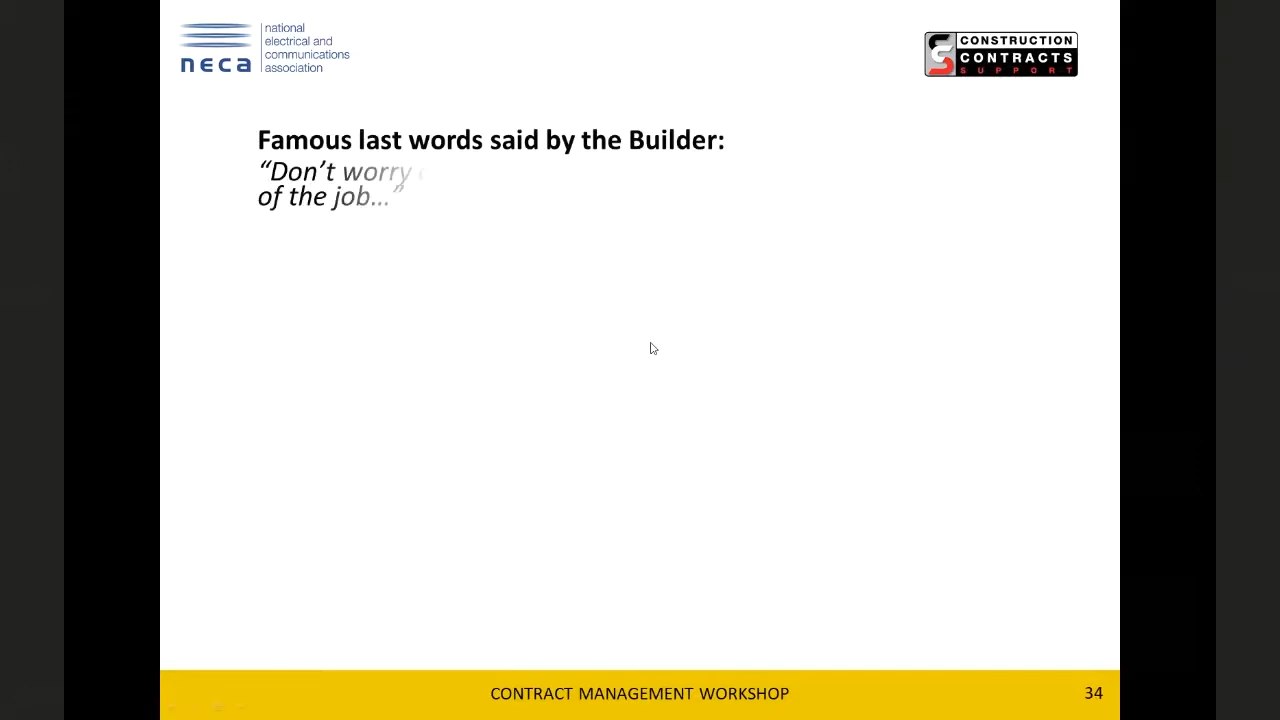 national
electrical and
communications
association
neca
CONSTRUCTION
CONTRACTS
SUPPORT
Famous last words said by the Builder:
“Don’t worry
of the job…”
CONTRACT MANAGEMENT WORKSHOP
34